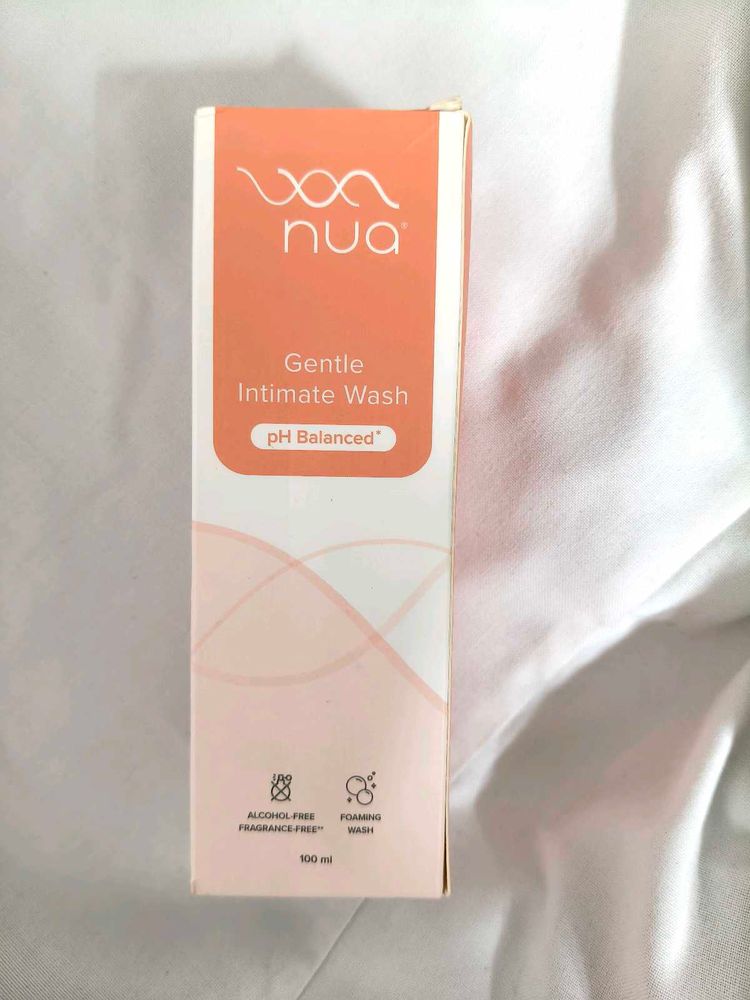 nua®
Gentle
Intimate Wash
pH Balanced*
ALCOHOL-FREE
FRAGRANCE-FREE**
FOAMING
WASH
100 ml